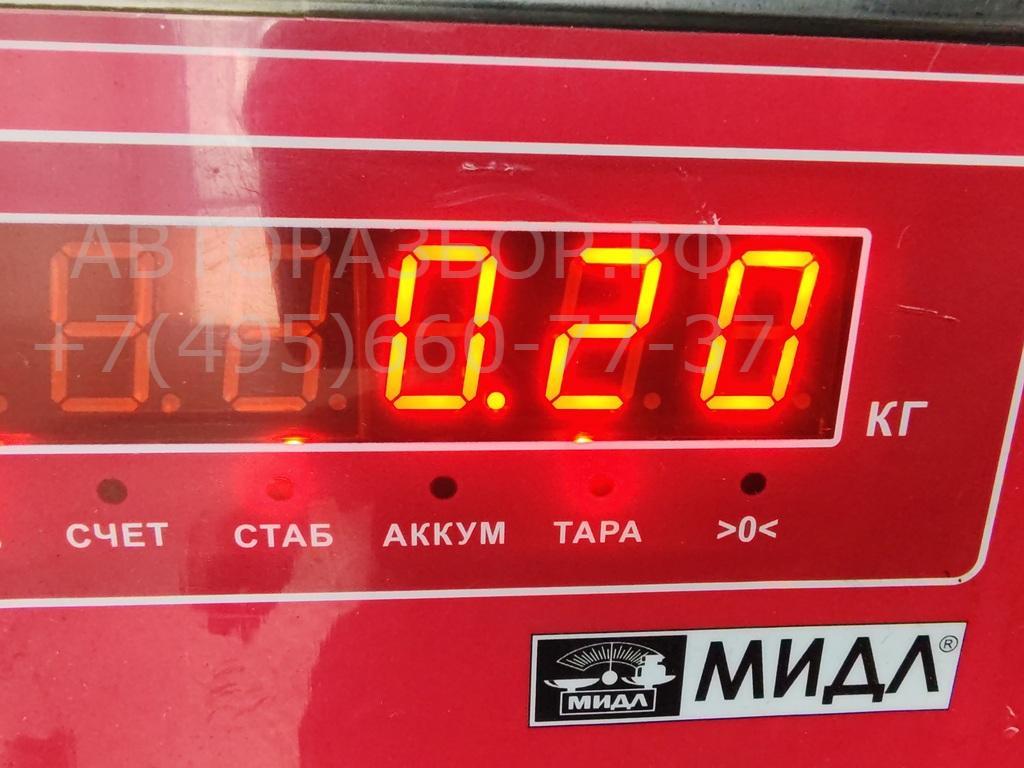 АВТОРАЗБОР.РФ
+7(495)660-77-37
0.20
КГ
СЧЕТ СТАБ АККУМ ТАРА >0<
МИДЛ МИДЛ®